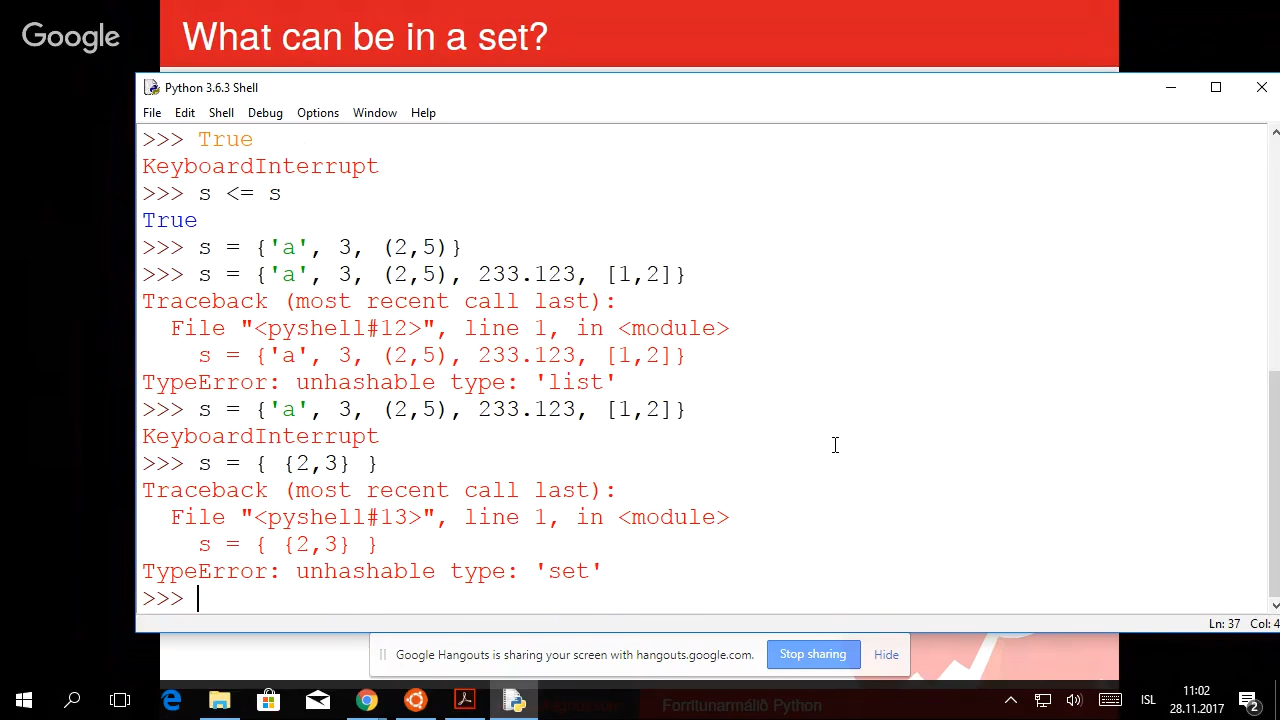 Google
What can be in a set?
Python 3.6.3 Shell
File Edit Shell Debug Options Window Help
>>> True
KeyboardInterrupt
>>> s <= s
True
>>> s = {'a', 3, (2,5)}
>>> s = {'a', 3, (2,5), 233.123, [1,2]}
Traceback (most recent call last):
  File "<pyshell#12>", line 1, in <module>
    s = {'a', 3, (2,5), 233.123, [1,2]}
TypeError: unhashable type: 'list'
>>> s = {'a', 3, (2,5), 233.123, [1,2]}
KeyboardInterrupt
>>> s = { {2,3} }
Traceback (most recent call last):
  File "<pyshell#13>", line 1, in <module>
    s = { {2,3} }
TypeError: unhashable type: 'set'
>>>
Ln: 37 Col: 4
Google Hangouts is sharing your screen with hangouts.google.com. Stop sharing Hide
Forritunarmálið Python
ISL
11:02
28.11.2017
2